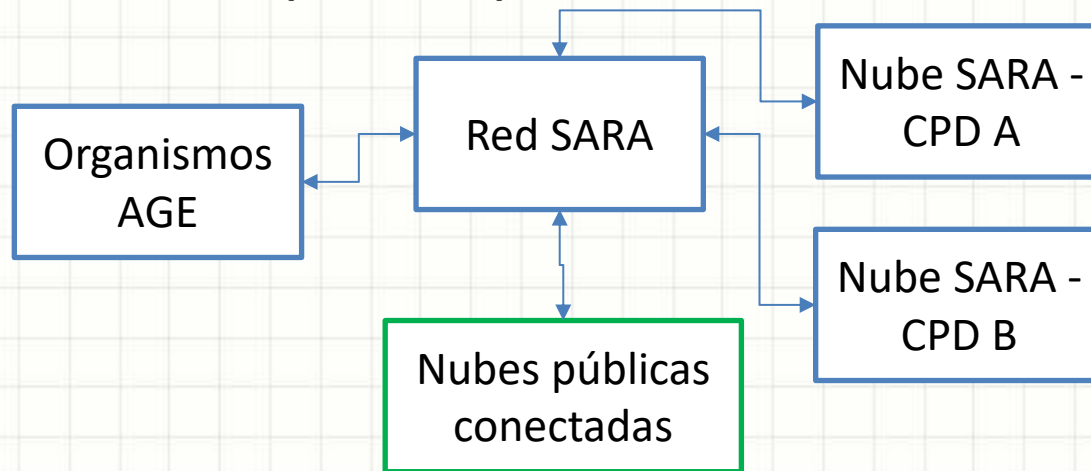 Nube SARA -
CPD A
Red SARA
Organismos
AGE
Nube SARA -
CPD B
Nubes públicas
conectadas